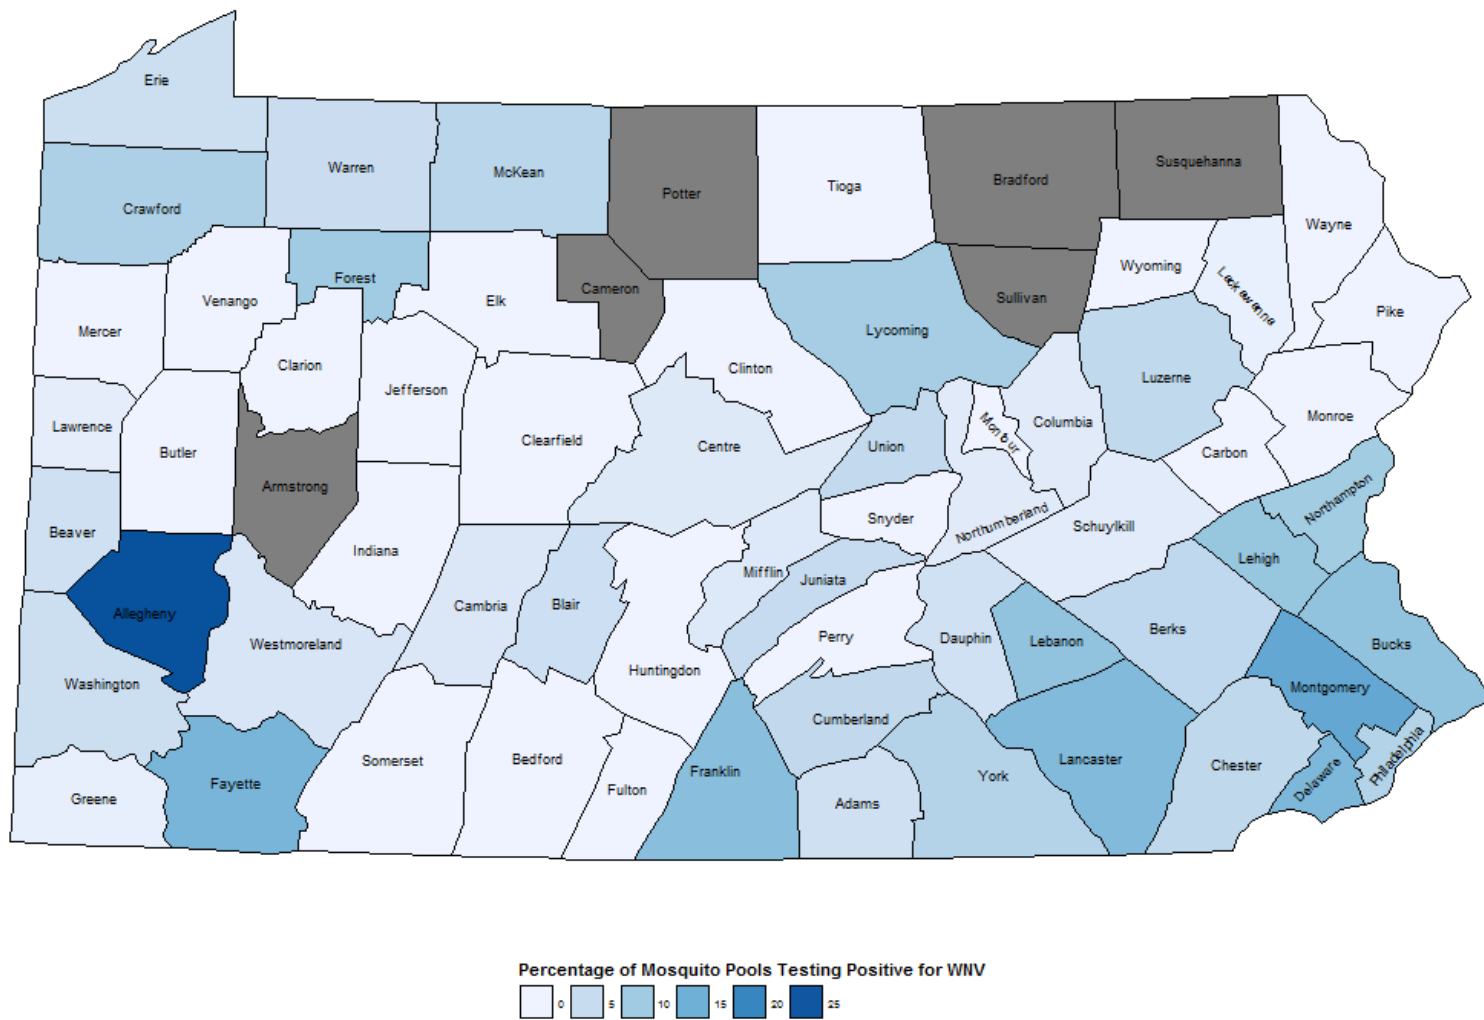 Erie
Warren
McKean
Potter
Tioga
Bradford
Susquehanna
Crawford
Wayne
Forest
Venango
Elk
Cameron
Sullivan
Wyoming
Lackawanna
Pike
Mercer
Clarion
Lycoming
Clinton
Jefferson
Luzerne
Lawrence
Butler
Clearfield
Centre
Union
Montour
Columbia
Monroe
Carbon
Armstrong
Northampton
Beaver
Indiana
Snyder
Northumberland
Schuylkill
Lehigh
Mifflin
Juniata
Allegheny
Cambria
Blair
Westmoreland
Perry
Dauphin
Lebanon
Berks
Bucks
Washington
Huntingdon
Montgomery
Cumberland
Somerset
Bedford
Franklin
York
Lancaster
Chester
Philadelphia
Delaware
Greene
Fayette
Fulton
Adams
Percentage of Mosquito Pools Testing Positive for WNV
0 5 10 15 20 25